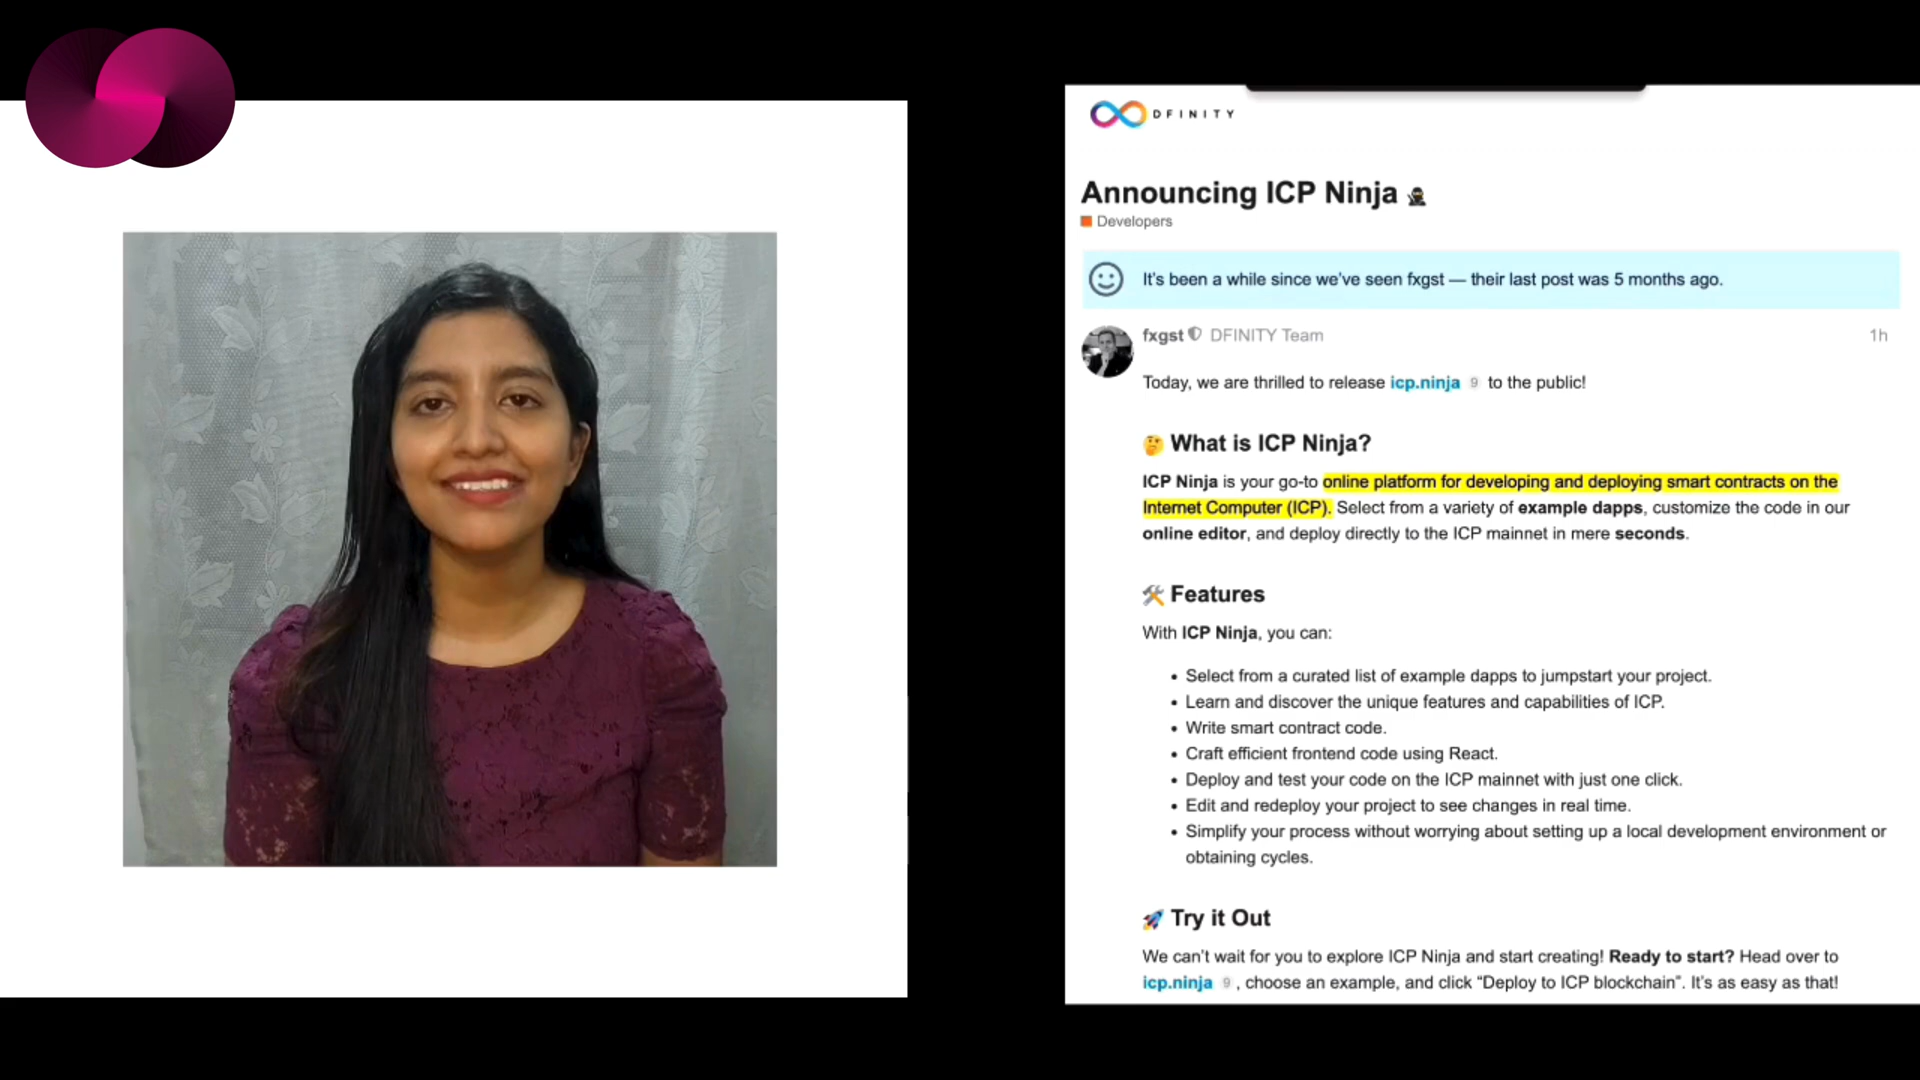 DFINITY
Announcing ICP Ninja 🥷
Developers
It's been a while since we've seen fxgst — their last post was 5 months ago.
fxgst DFINITY Team 1h
Today, we are thrilled to release icp.ninja 9 to the public!
🤔 What is ICP Ninja?
ICP Ninja is your go-to online platform for developing and deploying smart contracts on the
Internet Computer (ICP). Select from a variety of example dapps, customize the code in our
online editor, and deploy directly to the ICP mainnet in mere seconds.
🛠️ Features
With ICP Ninja, you can:
• Select from a curated list of example dapps to jumpstart your project.
• Learn and discover the unique features and capabilities of ICP.
• Write smart contract code.
• Craft efficient frontend code using React.
• Deploy and test your code on the ICP mainnet with just one click.
• Edit and redeploy your project to see changes in real time.
• Simplify your process without worrying about setting up a local development environment or
obtaining cycles.
🚀 Try it Out
We can't wait for you to explore ICP Ninja and start creating! Ready to start? Head over to
icp.ninja 9 , choose an example, and click “Deploy to ICP blockchain”. It's as easy as that!